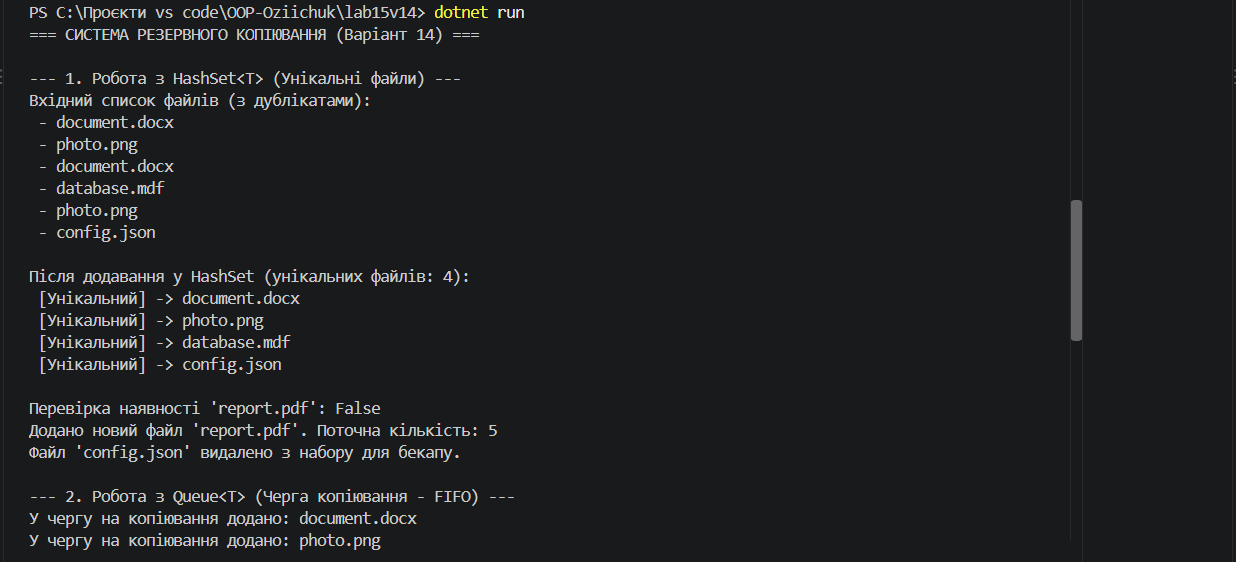 PS C:\Проєкти vs code\OOP-Oziichuk\lab15v14> dotnet run
=== СИСТЕМА РЕЗЕРВНОГО КОПІЮВАННЯ (Варіант 14) ===
--- 1. Робота з HashSet<T> (Унікальні файли) ---
Вхідний список файлів (з дублікатами):
- document.docx
- photo.png
- document.docx
- database.mdf
- photo.png
- config.json
Після додавання у HashSet (унікальних файлів: 4):
[Унікальний] -> document.docx
[Унікальний] -> photo.png
[Унікальний] -> database.mdf
[Унікальний] -> config.json
Перевірка наявності 'report.pdf': False
Додано новий файл 'report.pdf'. Поточна кількість: 5
Файл 'config.json' видалено з набору для бекапу.
--- 2. Робота з Queue<T> (Черга копіювання - FIFO) ---
У чергу на копіювання додано: document.docx
У чергу на копіювання додано: photo.png